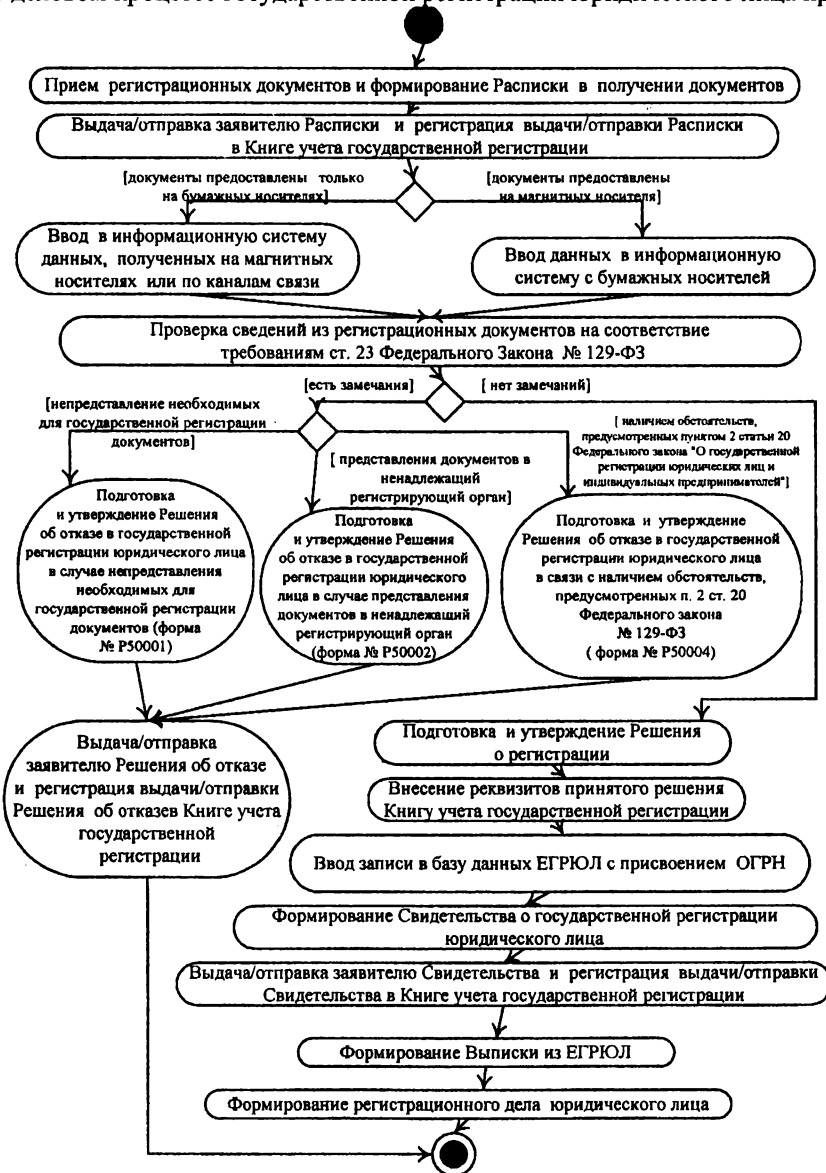 деловом процессе государственной регистрации юридического лица пр
Прием регистрационных документов и формирование Расписки в получении документов
Выдача/отправка заявителю Расписки и регистрация выдачи/отправки Расписки
в Книге учета государственной регистрации
[документы предоставлены только
на бумажных носителях]
[документы предоставлены
на магнитных носителя]
Ввод в информационную систему
данных, полученных на магнитных
носителях или по каналам связи
Ввод данных в информационную
систему с бумажных носителей
Проверка сведений из регистрационных документов на соответствие
требованиям ст. 23 Федерального Закона № 129-ФЗ
[есть замечания]
[ нет замечаний]
[непредставление необходимых
для государственной регистрации
документов]
[ представления документов в
ненадлежащий
регистрирующий орган]
[ наличием обстоятельств,
предусмотренных пунктом 2 статьи 20
Федерального закона "О государственной
регистрации юридических лиц и
индивидуальных предпринимателей"]
Подготовка
и утверждение Решения
об отказе в государственной
регистрации юридического лица
в случае непредставления
необходимых для
государственной регистрации
документов (форма
№ Р50001)
Подготовка
и утверждение Решения
об отказе в государственной
регистрации юридического
лица в случае представления
документов в ненадлежащий
регистрирующий орган
(форма № Р50002)
Подготовка и утверждение
Решения об отказе в государственной
регистрации юридического лица
в связи с наличием обстоятельств,
предусмотренных п. 2 ст. 20
Федерального закона
№ 129-ФЗ
( форма № Р50004)
Выдача/отправка
заявителю Решения об отказе
и регистрация выдачи/отправки
Решения об отказев Книге учета
государственной
регистрации
Подготовка и утверждение Решения
о регистрации
Внесение реквизитов принятого решения
Книгу учета государственной регистрации
Ввод записи в базу данных ЕГРЮЛ с присвоением ОГРН
Формирование Свидетельства о государственной регистрации
юридического лица
Выдача/отправка заявителю Свидетельства и регистрация выдачи/отправки
Свидетельства в Книге учета государственной регистрации
Формирование Выписки из ЕГРЮЛ
Формирование регистрационного дела юридического лица